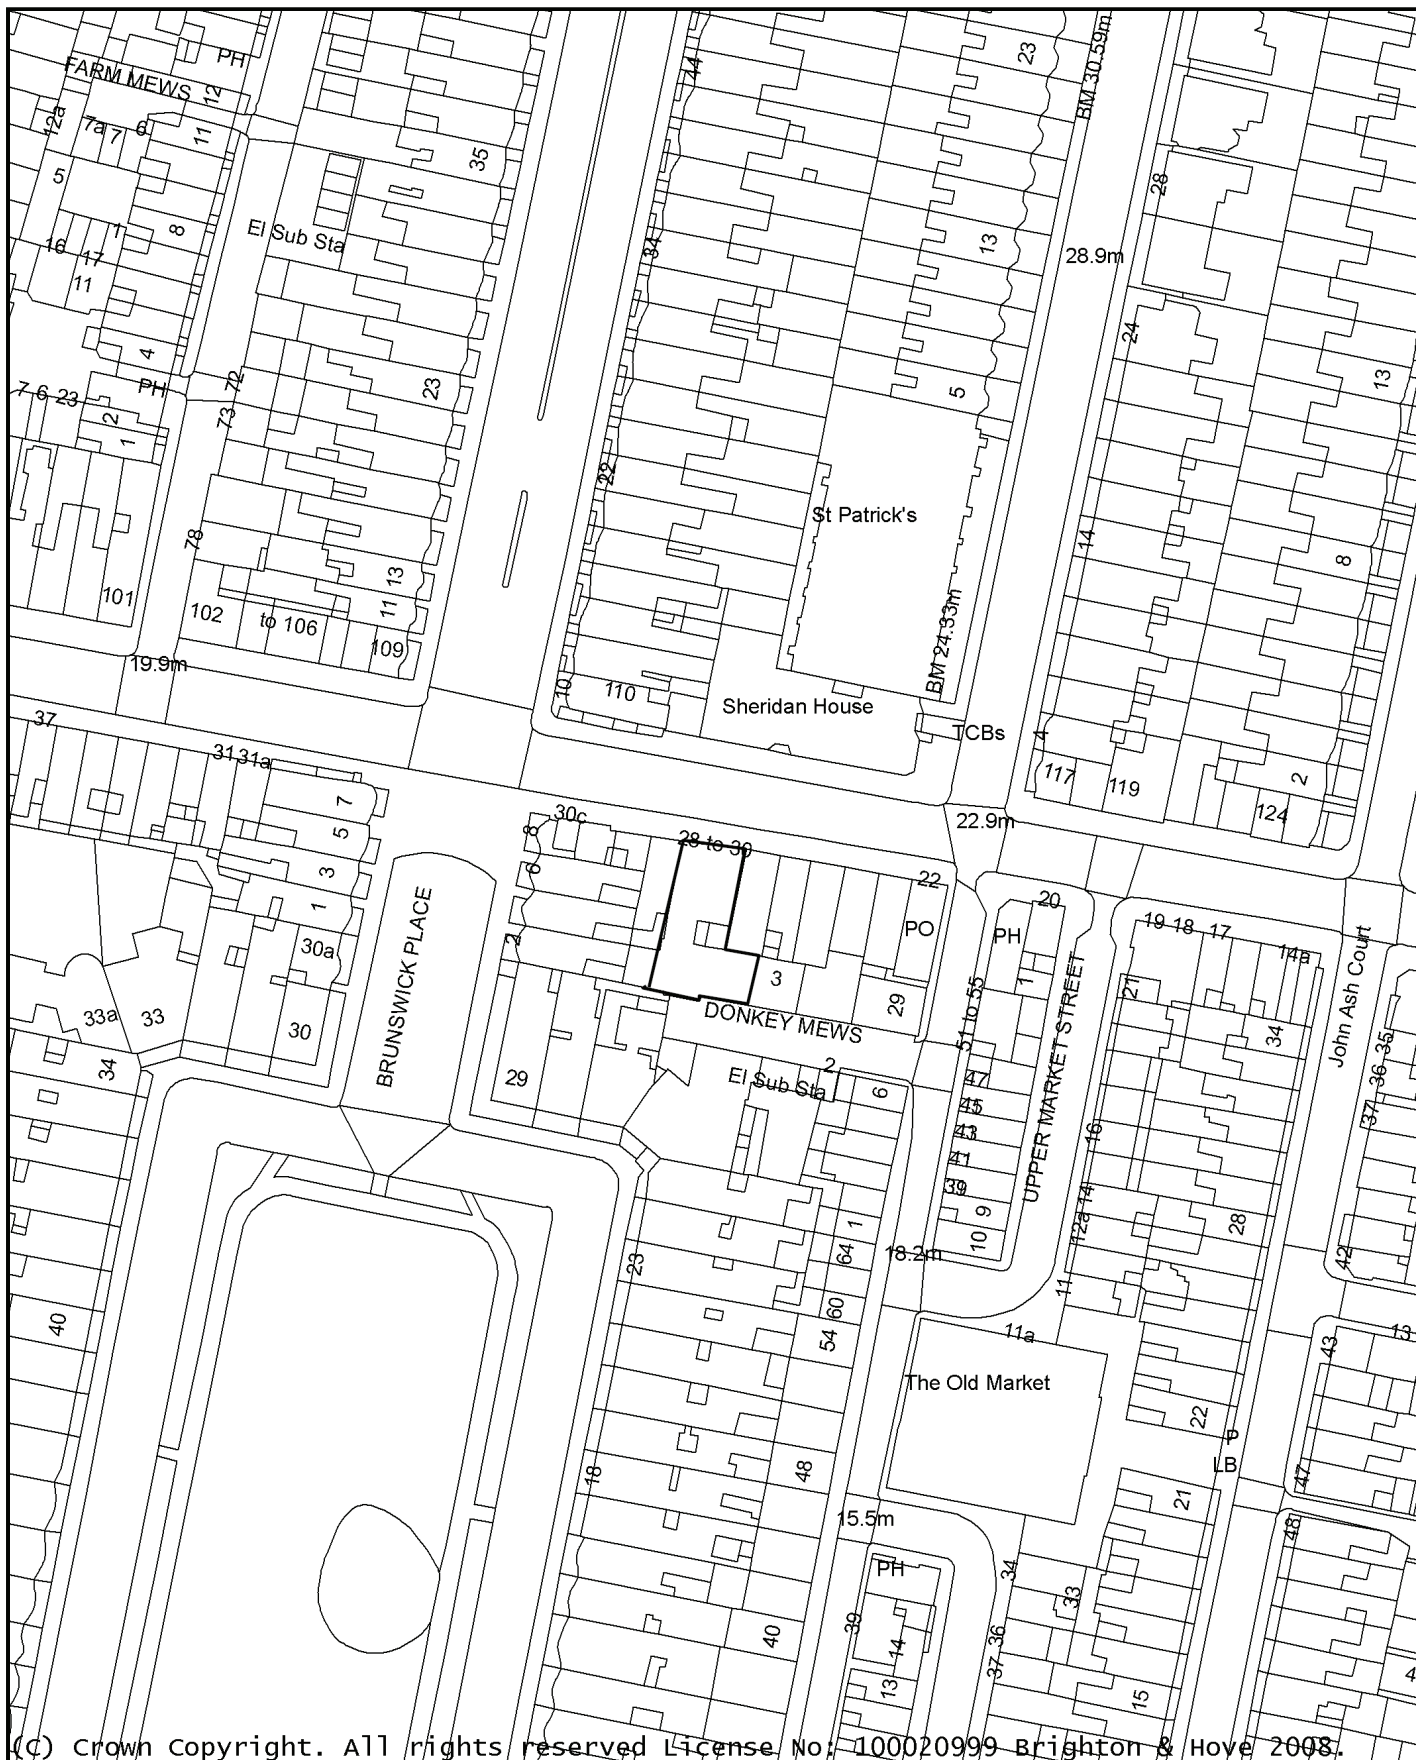 PH
44
23
BM 30.59m
FARM MEWS
12
12a
7a
7
6
11
35
28
5
8
1
El Sub Sta
34
13
28.9m
16
17
11
24
4
PH
72
23
5
13
7
6
23
2
1
73
22
St Patrick's
78
14
8
13
101
102
to 106
11
109
BM 24.33m
19.9m
10
110
Sheridan House
TCBs
37
31
31a
4
117
119
2
124
7
5
3
1
30c
8
6
2
28 to 30
22.9m
22
20
PO
PH
19
18
17
14a
BRUNSWICK PLACE
30a
3
1
21
John Ash Court
33a
33
30
29
DONKEY MEWS
51 to 55
34
35
36
37
34
29
El Sub Sta
2
6
47
45
43
41
39
UPPER MARKET STREET
16
14
12a
9
10
28
42
1
64
18.2m
23
60
54
11
11a
40
43
13
The Old Market
22
P
LB
18
48
21
47
15.5m
48
PH
34
33
39
14
13
36
37
40
15
4
(C) Crown Copyright. All rights reserved License No: 100020999 Brighton & Hove 2008.